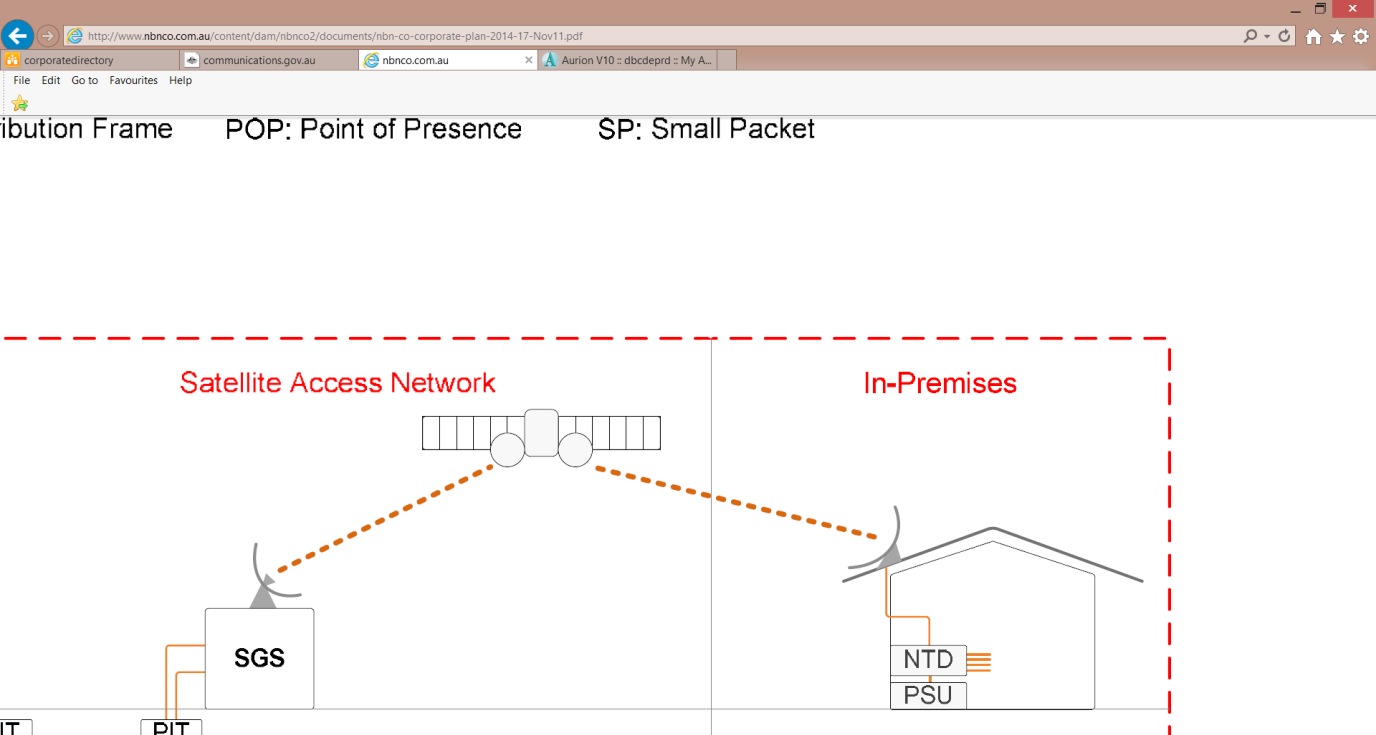 http://www.nbnco.com.au/content/dam/nbnco2/documents/nbn-co-corporate-plan-2014-17-Nov11.pdf
corporatedirectory communications.gov.au nbnco.com.au Aurion V10 :: dbcdeprd :: My A...
File Edit Go to Favourites Help
ribution Frame POP: Point of Presence SP: Small Packet
Satellite Access Network In-Premises
SGS NTD
PSU
IT PIT